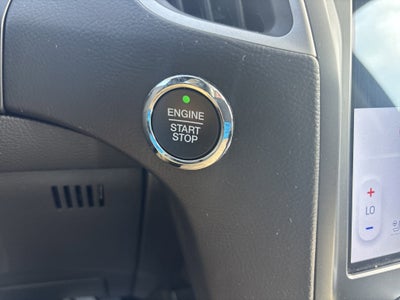 ENGINE
START
STOP
+
LO
-